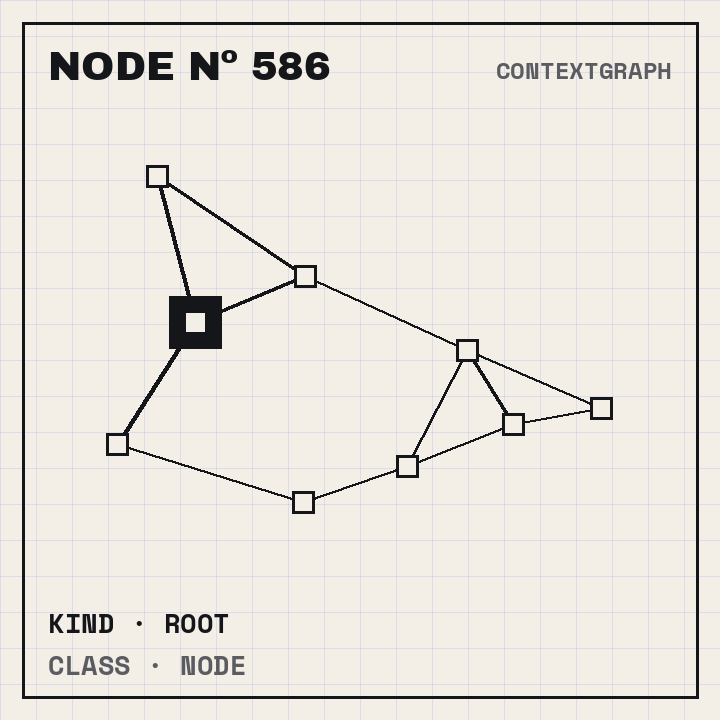 NODE Nº 586
CONTEXTGRAPH
KIND · ROOT
CLASS · NODE